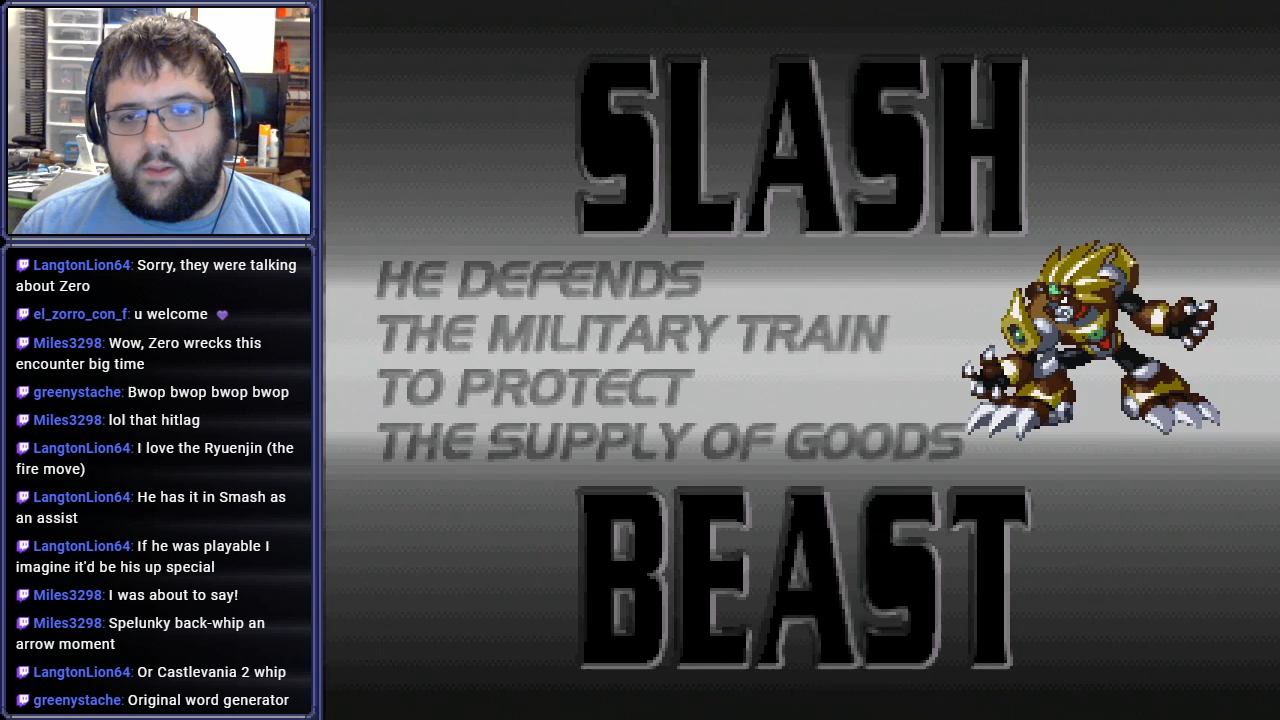 LangtonLion64: Sorry, they were talking
about Zero
el_zorro_con_f: u welcome 💜
Miles3298: Wow, Zero wrecks this
encounter big time
greenystache: Bwop bwop bwop bwop
Miles3298: lol that hitlag
LangtonLion64: I love the Ryuenjin (the
fire move)
LangtonLion64: He has it in Smash as
an assist
LangtonLion64: If he was playable I
imagine it'd be his up special
Miles3298: I was about to say!
Miles3298: Spelunky back-whip an
arrow moment
LangtonLion64: Or Castlevania 2 whip
greenystache: Original word generator
SLASH
HE DEFENDS
THE MILITARY TRAIN
TO PROTECT
THE SUPPLY OF GOODS
BEAST